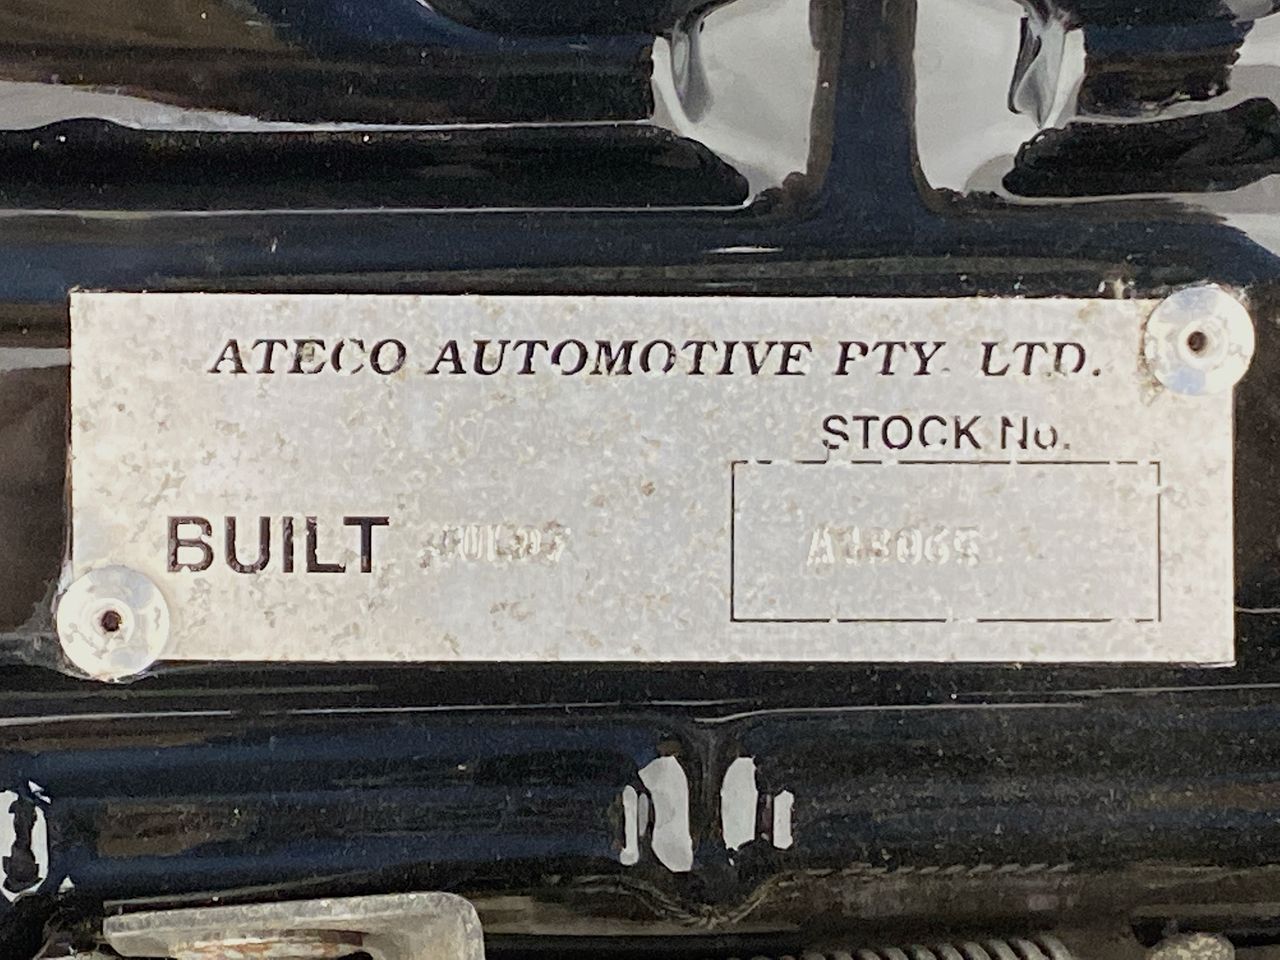 ATECO AUTOMOTIVE PTY. LTD.
STOCK No.
BUILT